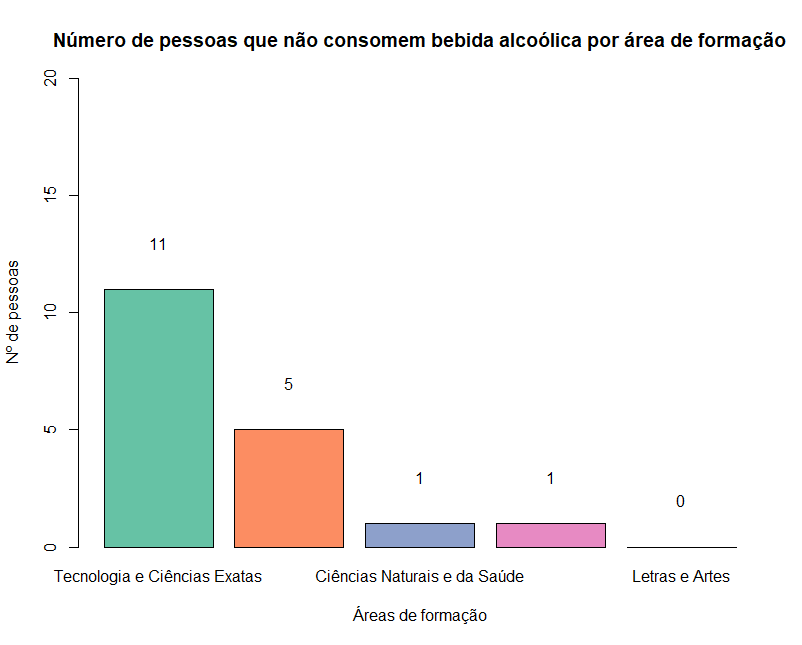 Número de pessoas que não consomem bebida alcoólica por área de formação
20
15
10
5
0
Nº de pessoas
11
5
1
1
0
Tecnologia e Ciências Exatas
Ciências Naturais e da Saúde
Letras e Artes
Áreas de formação